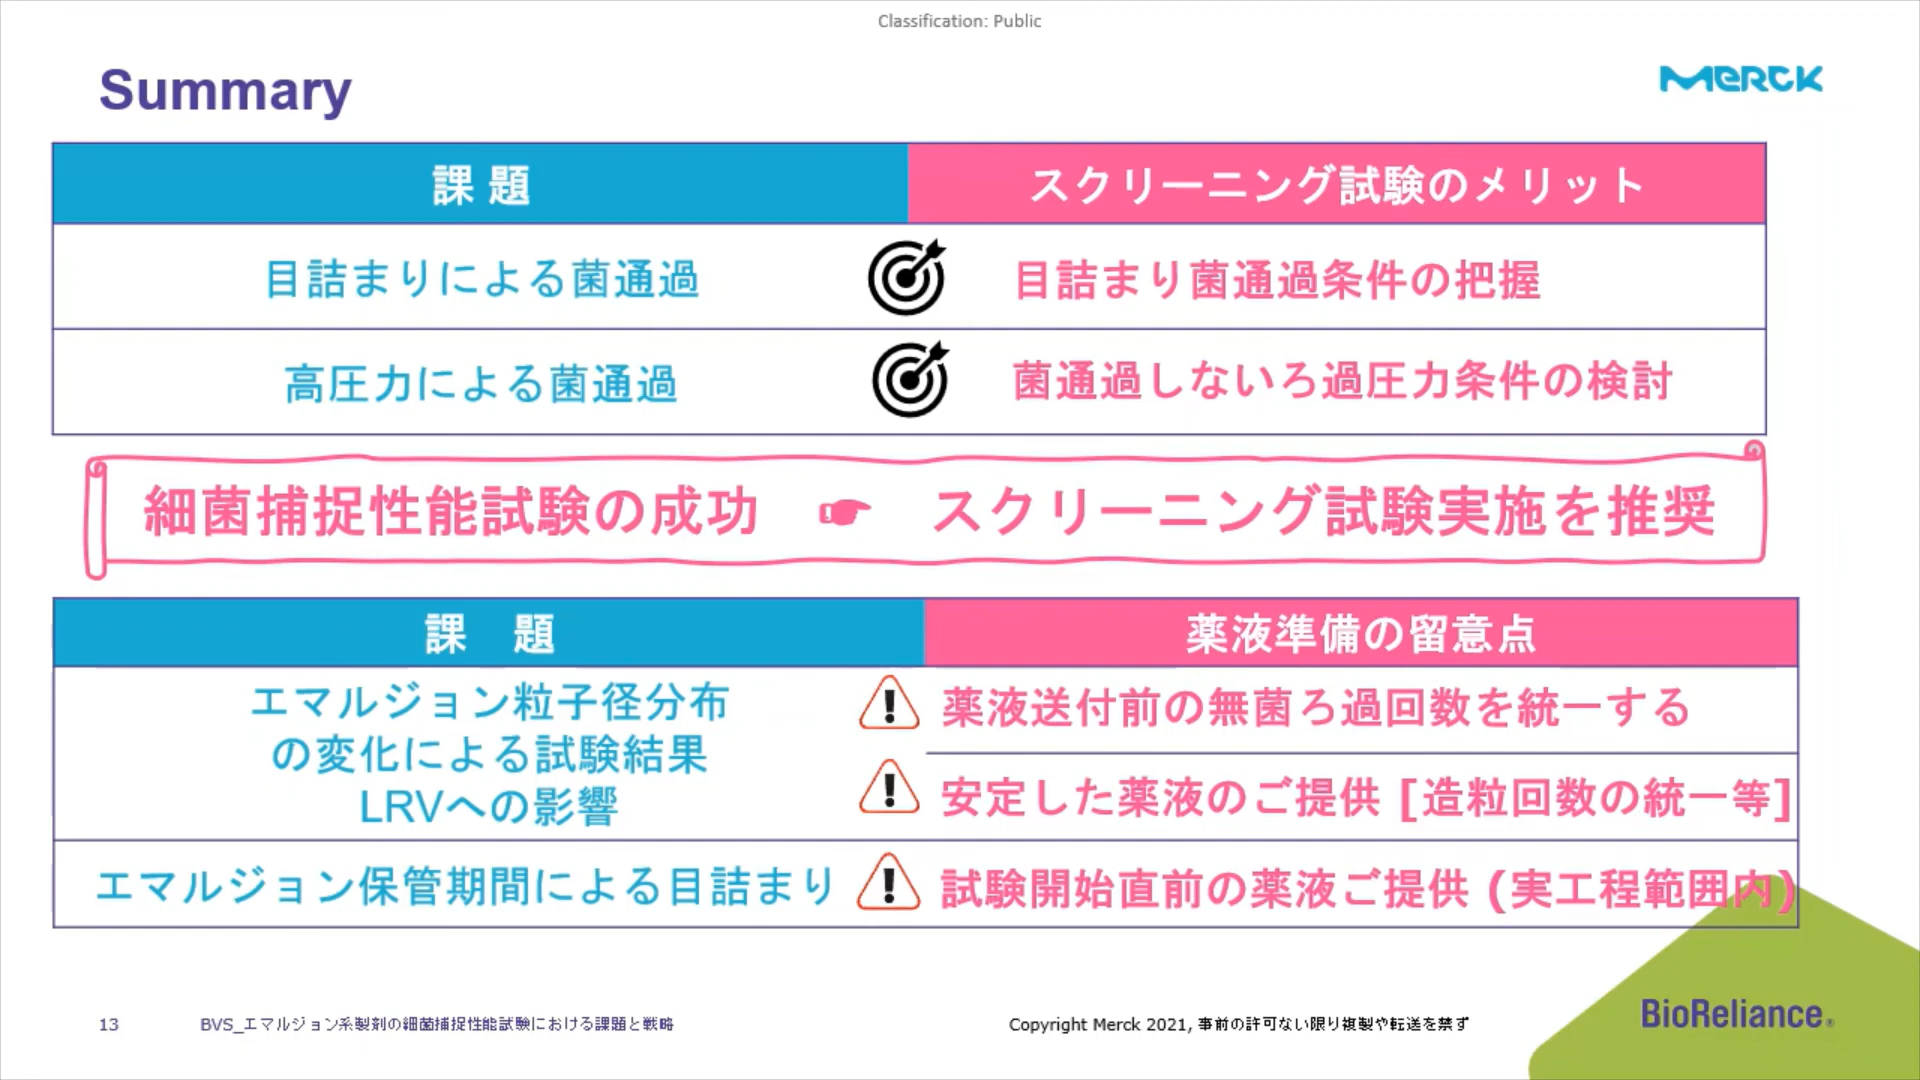 Classification: Public
Summary
MERCK
課 題
スクリーニング試験のメリット
目詰まりによる菌通過
目詰まり菌通過条件の把握
高圧力による菌通過
菌通過しないろ過圧力条件の検討
細菌捕捉性能試験の成功 ☛ スクリーニング試験実施を推奨
課　題
薬液準備の留意点
エマルジョン粒子径分布
の変化による試験結果
LRVへの影響
薬液送付前の無菌ろ過回数を統一する
安定した薬液のご提供 [造粒回数の統一等]
エマルジョン保管期間による目詰まり
試験開始直前の薬液ご提供 (実工程範囲内)
13
BVS_エマルジョン系製剤の細菌捕捉性能試験における課題と戦略
Copyright Merck 2021, 事前の許可ない限り複製や転送を禁ず
BioReliance®